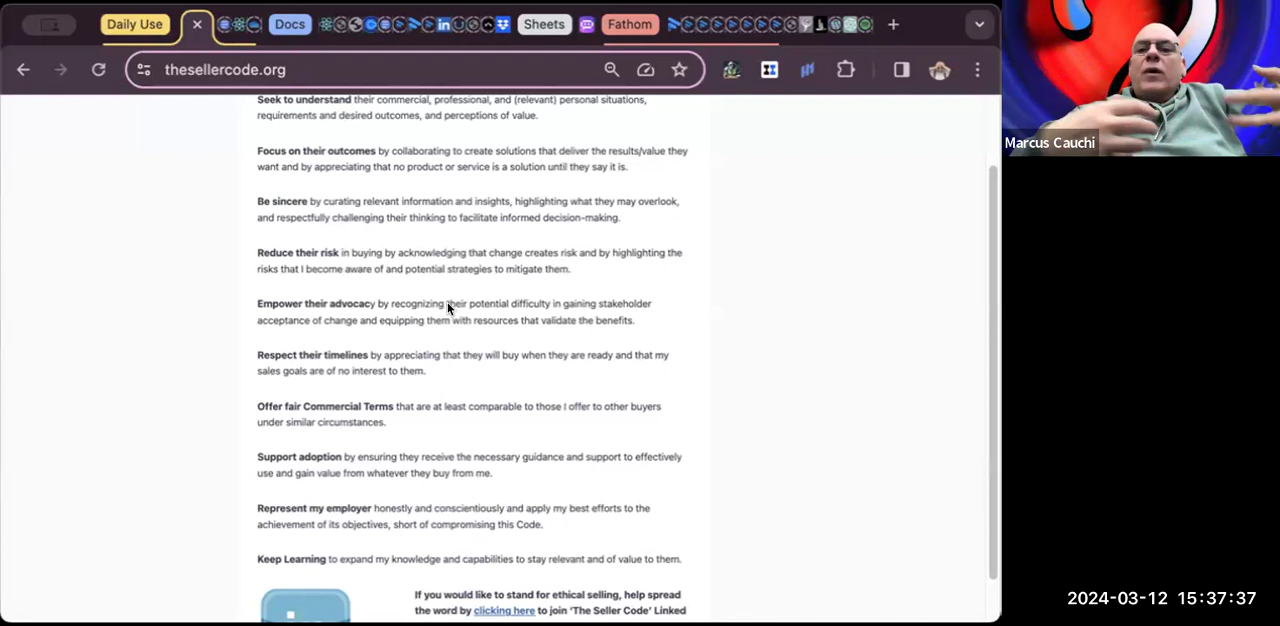 Daily Use
Docs
Sheets
Fathom
thesellercode.org
Seek to understand their commercial, professional, and (relevant) personal situations,
requirements and desired outcomes, and perceptions of value.
Focus on their outcomes by collaborating to create solutions that deliver the results/value they
want and by appreciating that no product or service is a solution until they say it is.
Be sincere by curating relevant information and insights, highlighting what they may overlook,
and respectfully challenging their thinking to facilitate informed decision-making.
Reduce their risk in buying by acknowledging that change creates risk and by highlighting the
risks that I become aware of and potential strategies to mitigate them.
Empower their advocacy by recognizing their potential difficulty in gaining stakeholder
acceptance of change and equipping them with resources that validate the benefits.
Respect their timelines by appreciating that they will buy when they are ready and that my
sales goals are of no interest to them.
Offer fair Commercial Terms that are at least comparable to those I offer to other buyers
under similar circumstances.
Support adoption by ensuring they receive the necessary guidance and support to effectively
use and gain value from whatever they buy from me.
Represent my employer honestly and conscientiously and apply my best efforts to the
achievement of its objectives, short of compromising this Code.
Keep Learning to expand my knowledge and capabilities to stay relevant and of value to them.
If you would like to stand for ethical selling, help spread
the word by clicking here to join ‘The Seller Code’ Linked
Marcus Cauchi
2024-03-12 15:37:37